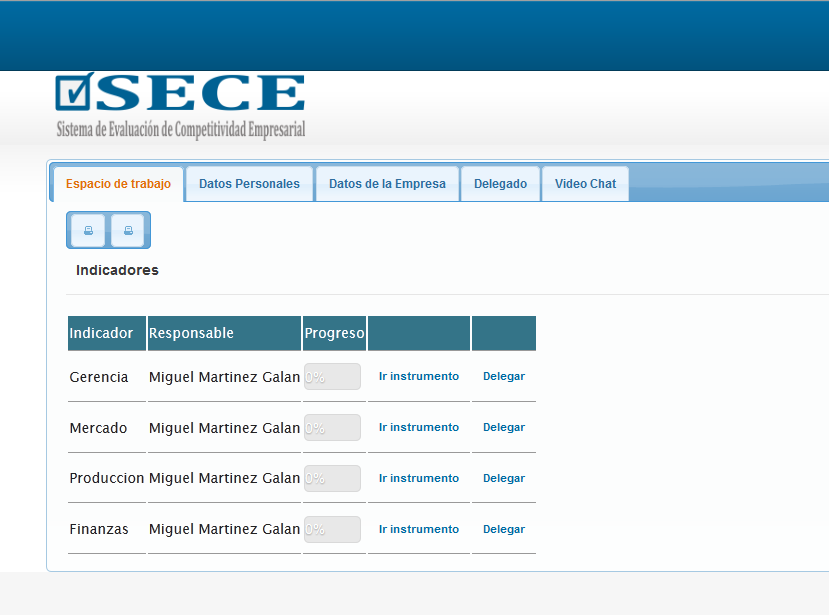 SECE
Sistema de Evaluación de Competitividad Empresarial
Espacio de trabajo Datos Personales Datos de la Empresa Delegado Video Chat
Indicadores
Indicador Responsable Progreso
Gerencia Miguel Martinez Galan 0% Ir instrumento Delegar
Mercado Miguel Martinez Galan 0% Ir instrumento Delegar
Produccion Miguel Martinez Galan 0% Ir instrumento Delegar
Finanzas Miguel Martinez Galan 0% Ir instrumento Delegar